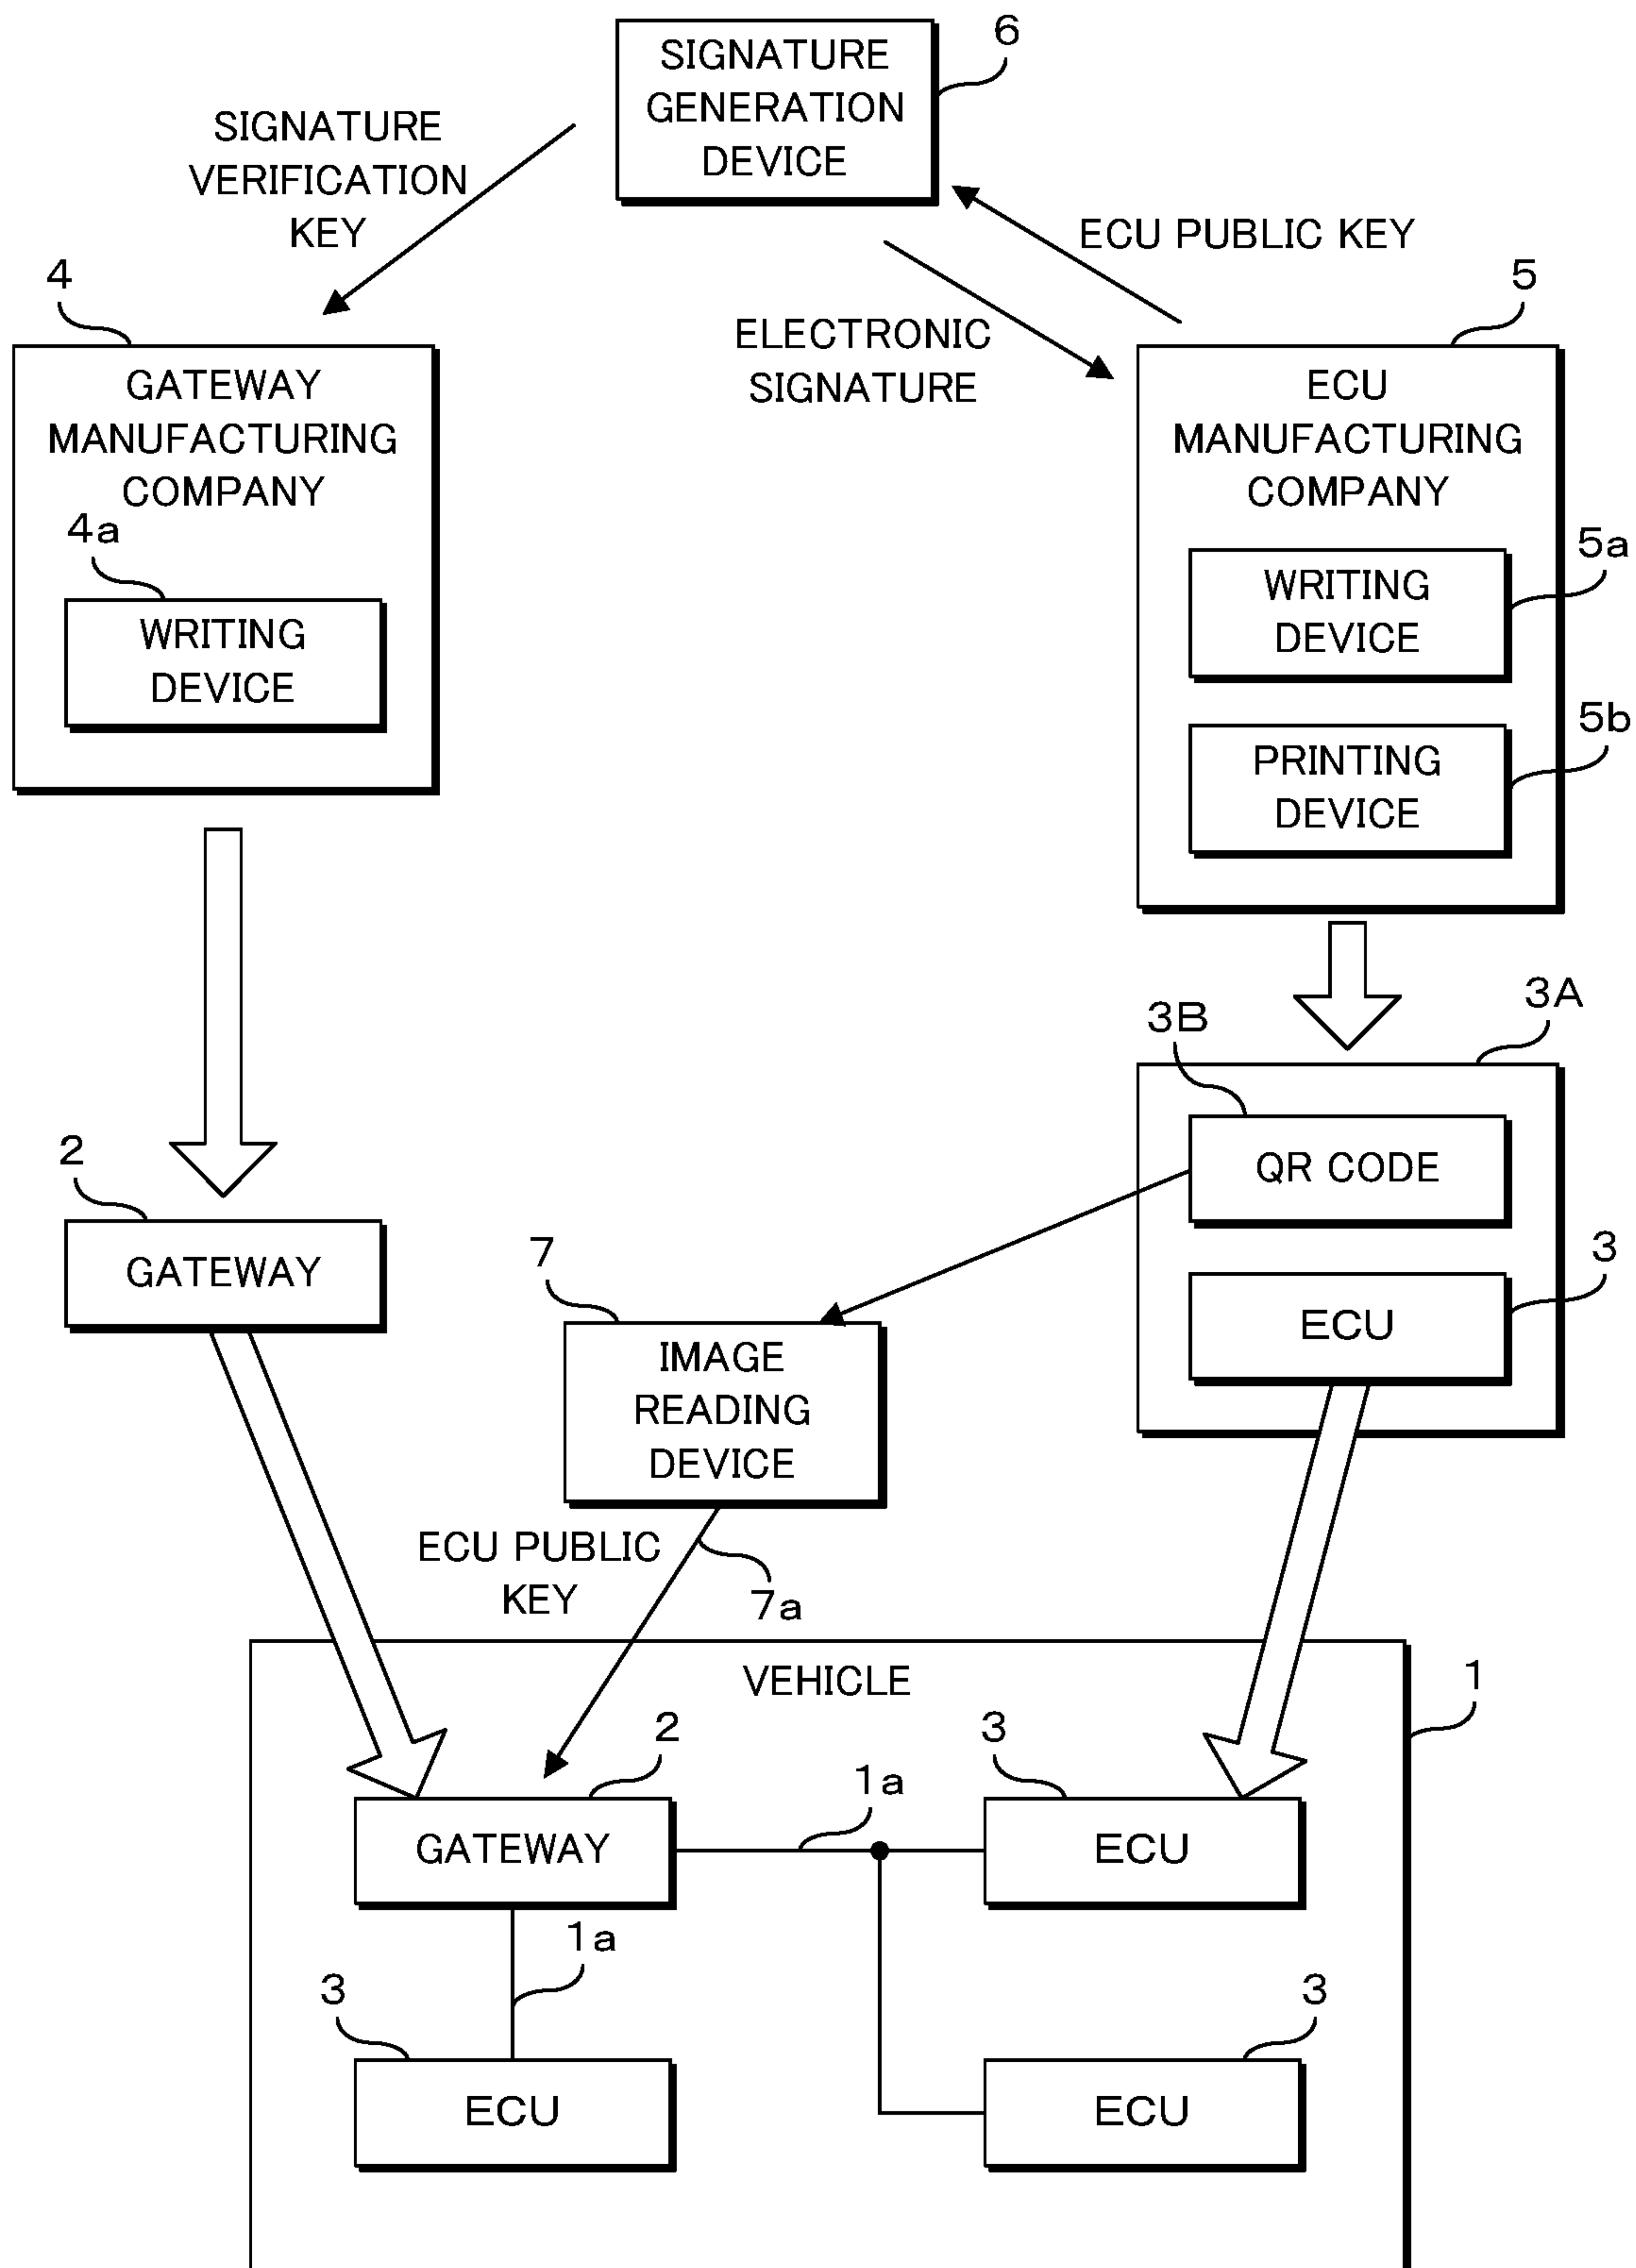 6
SIGNATURE
GENERATION
DEVICE
SIGNATURE
VERIFICATION
KEY
ECU PUBLIC KEY
ELECTRONIC
SIGNATURE
4
GATEWAY
MANUFACTURING
COMPANY
4a
WRITING
DEVICE
5
ECU
MANUFACTURING
COMPANY
5a
WRITING
DEVICE
5b
PRINTING
DEVICE
3A
3B
QR CODE
3
ECU
2
GATEWAY
7
IMAGE
READING
DEVICE
ECU PUBLIC
KEY
7a
VEHICLE
1
2
GATEWAY
1a
3
ECU
1a
3
ECU
3
ECU